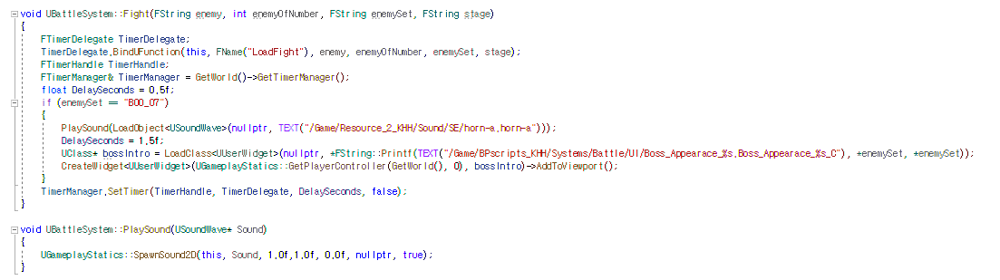 void UBattleSystem::Fight(FString enemy, int enemyOfNumber, FString enemySet, FString stage)
{
FTimerDelegate TimerDelegate;
TimerDelegate.BindUFunction(this, FName("LoadFight"), enemy, enemyOfNumber, enemySet, stage);
FTimerHandle TimerHandle;
FTimerManager& TimerManager = GetWorld()->GetTimerManager();
float DelaySeconds = 0.5f;
if (enemySet == "B00_07")
{
PlaySound(LoadObject<USoundWave>(nullptr, TEXT("/Game/Resource_2_KHH/Sound/SE/horn-a.horn-a")));
DelaySeconds = 1.5f;
UClass* bossIntro = LoadClass<UUserWidget>(nullptr, *FString::Printf(TEXT("/Game/BPscripts_KHH/Systems/Battle/UI/Boss_Appearace_%s.Boss_Appearace_%s_C"), *enemySet, *enemySet));
CreateWidget<UUserWidget>(UGameplayStatics::GetPlayerController(GetWorld(), 0), bossIntro)->AddToViewport();
}
TimerManager.SetTimer(TimerHandle, TimerDelegate, DelaySeconds, false);
}
void UBattleSystem::PlaySound(USoundWave* Sound)
{
UGameplayStatics::SpawnSound2D(this, Sound, 1.0f,1.0f, 0.0f, nullptr, true);
}